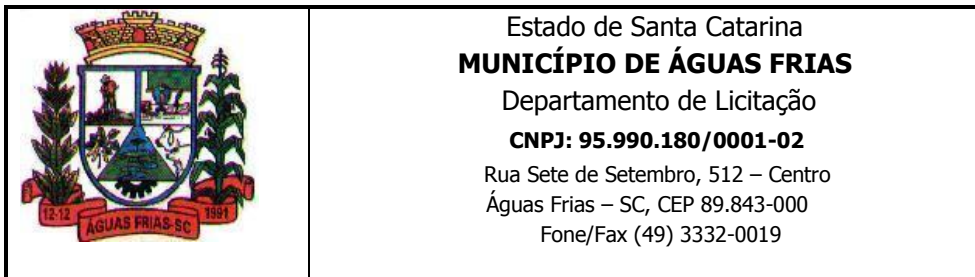 Estado de Santa Catarina
MUNICÍPIO DE ÁGUAS FRIAS
Departamento de Licitação
CNPJ: 95.990.180/0001-02
Rua Sete de Setembro, 512 – Centro
Águas Frias – SC, CEP 89.843-000
Fone/Fax (49) 3332-0019
12-12
ÁGUAS FRIAS-SC
1991